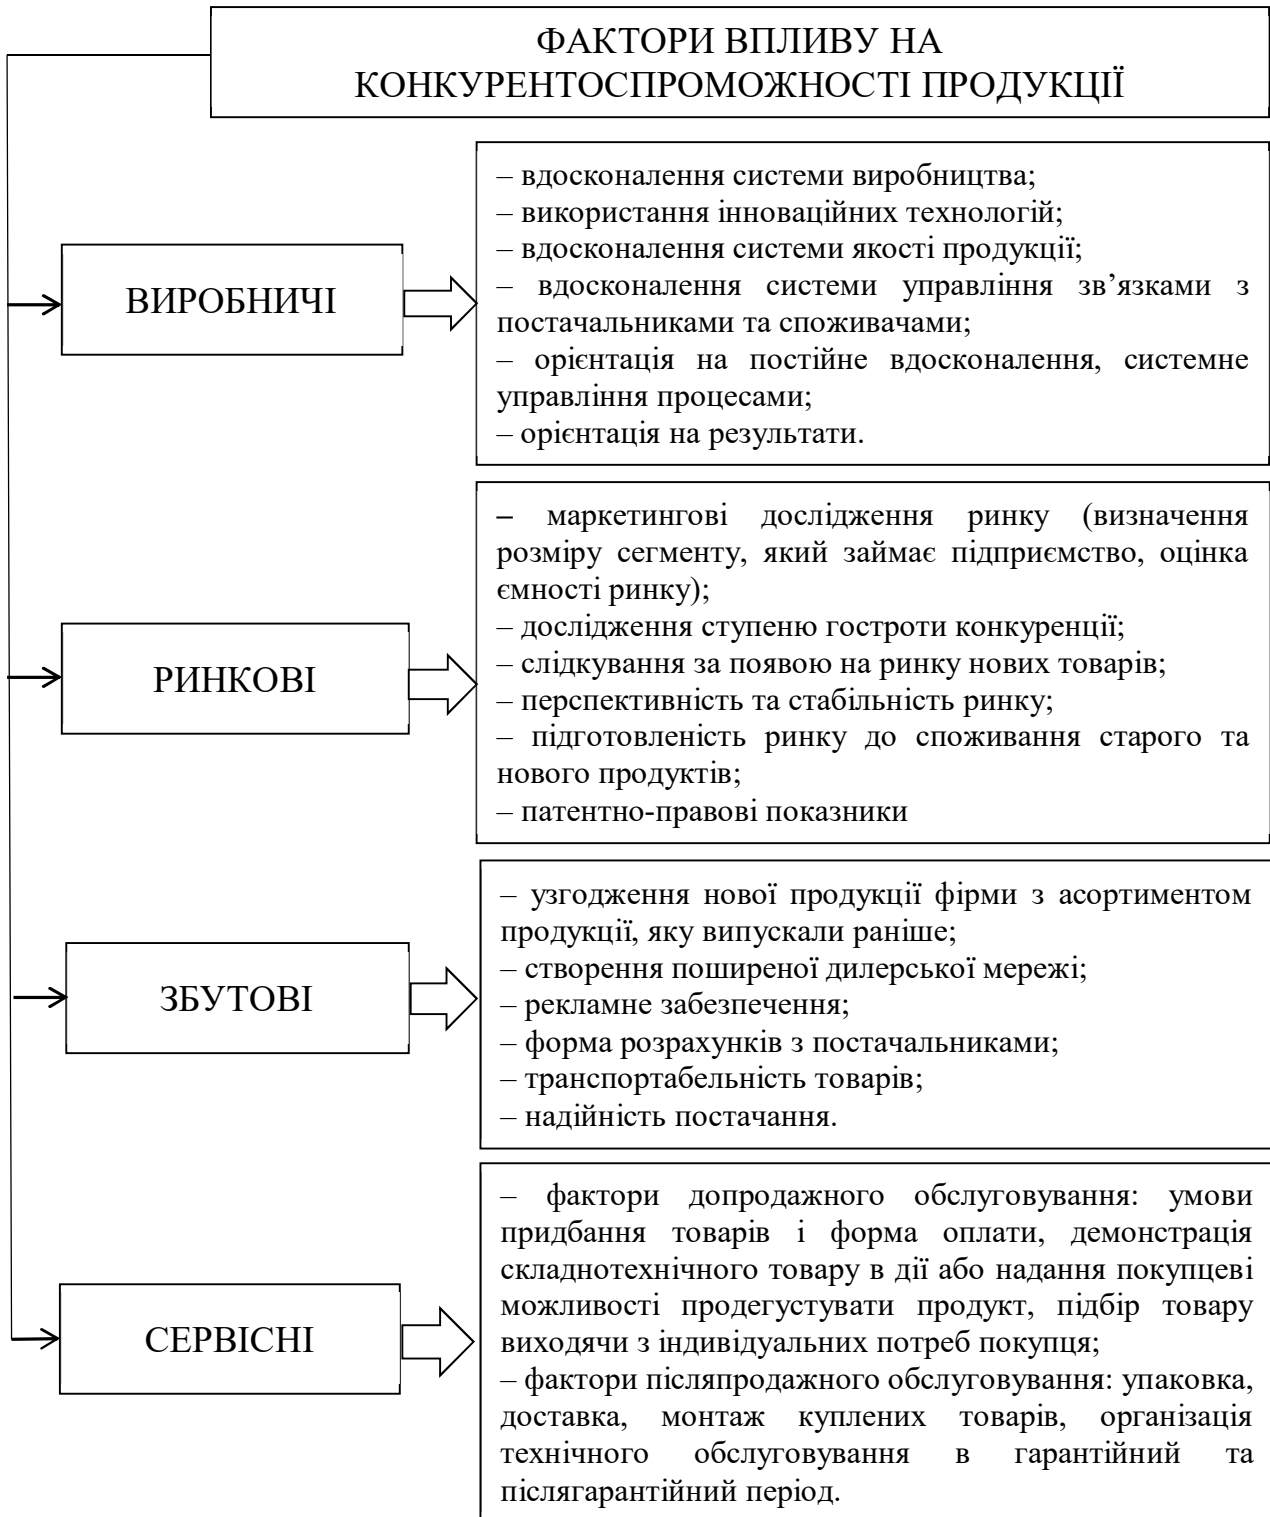 ФАКТОРИ ВПЛИВУ НА
КОНКУРЕНТОСПРОМОЖНОСТІ ПРОДУКЦІЇ
ВИРОБНИЧІ
– вдосконалення системи виробництва;
– використання інноваційних технологій;
– вдосконалення системи якості продукції;
– вдосконалення системи управління зв’язками з
постачальниками та споживачами;
– орієнтація на постійне вдосконалення, системне
управління процесами;
– орієнтація на результати.
РИНКОВІ
– маркетингові дослідження ринку (визначення
розміру сегменту, який займає підприємство, оцінка
ємності ринку);
– дослідження ступеню гостроти конкуренції;
– слідкування за появою на ринку нових товарів;
– перспективність та стабільність ринку;
– підготовленість ринку до споживання старого та
нового продуктів;
– патентно-правові показники
ЗБУТОВІ
– узгодження нової продукції фірми з асортиментом
продукції, яку випускали раніше;
– створення поширеної дилерської мережі;
– рекламне забезпечення;
– форма розрахунків з постачальниками;
– транспортабельність товарів;
– надійність постачання.
СЕРВІСНІ
– фактори допродажного обслуговування: умови
придбання товарів і форма оплати, демонстрація
складнотехнічного товару в дії або надання покупцеві
можливості продегустувати продукт, підбір товару
виходячи з індивідуальних потреб покупця;
– фактори післяпродажного обслуговування: упаковка,
доставка, монтаж куплених товарів, організація
технічного обслуговування в гарантійний та
післягарантійний період.